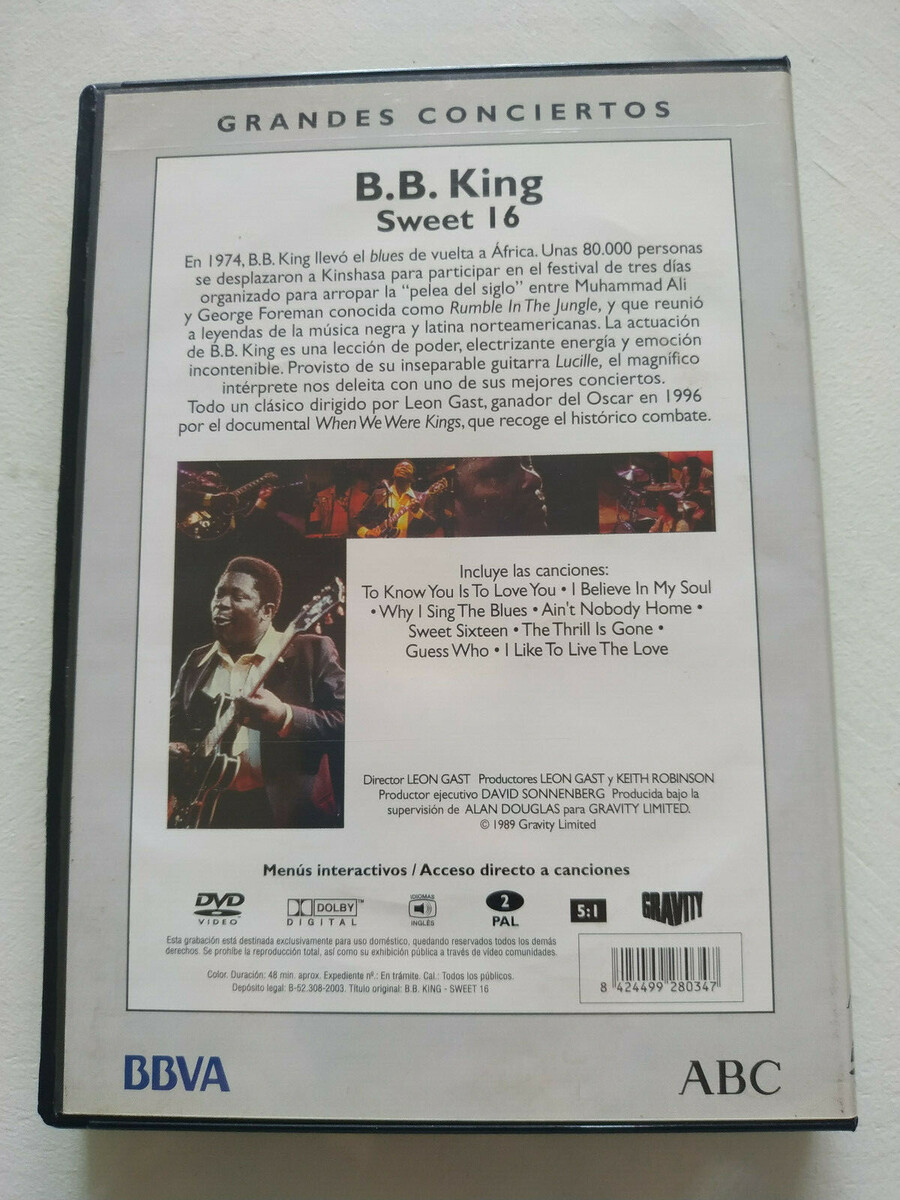 GRANDES CONCIERTOS
B.B. King
Sweet 16
En 1974, B.B. King llevó el blues de vuelta a África. Unas 80.000 personas
se desplazaron a Kinshasa para participar en el festival de tres días
organizado para arropar la “pelea del siglo” entre Muhammad Ali
y George Foreman conocida como Rumble In The Jungle, y que reunió
a leyendas de la música negra y latina norteamericanas. La actuación
de B.B. King es una lección de poder, electrizante energía y emoción
incontenible. Provisto de su inseparable guitarra Lucille, el magnífico
intérprete nos deleita con uno de sus mejores conciertos.
Todo un clásico dirigido por Leon Gast, ganador del Oscar en 1996
por el documental When We Were Kings, que recoge el histórico combate.
Incluye las canciones:
To Know You Is To Love You • I Believe In My Soul
• Why I Sing The Blues • Ain't Nobody Home •
Sweet Sixteen • The Thrill Is Gone •
Guess Who • I Like To Live The Love
Director LEON GAST Productores LEON GAST y KEITH ROBINSON
Productor ejecutivo DAVID SONNENBERG Producida bajo la
supervisión de ALAN DOUGLAS para GRAVITY LIMITED.
© 1989 Gravity Limited
Menús interactivos / Acceso directo a canciones
DVD
VIDEO
DOLBY™
DIGITAL
IDIOMAS
INGLÉS
2
PAL
5:1
GRAVITY
Esta grabación está destinada exclusivamente para uso doméstico, quedando reservados todos los demás
derechos. Se prohibe la reproducción total, así como su exhibición pública a través de vídeo comunidades.
Color. Duración: 48 min. aprox. Expediente nº.: En trámite. Cal.: Todos los públicos.
Depósito legal: B-52.308-2003. Título original: B.B. KING - SWEET 16
8 424499 280347
BBVA
ABC